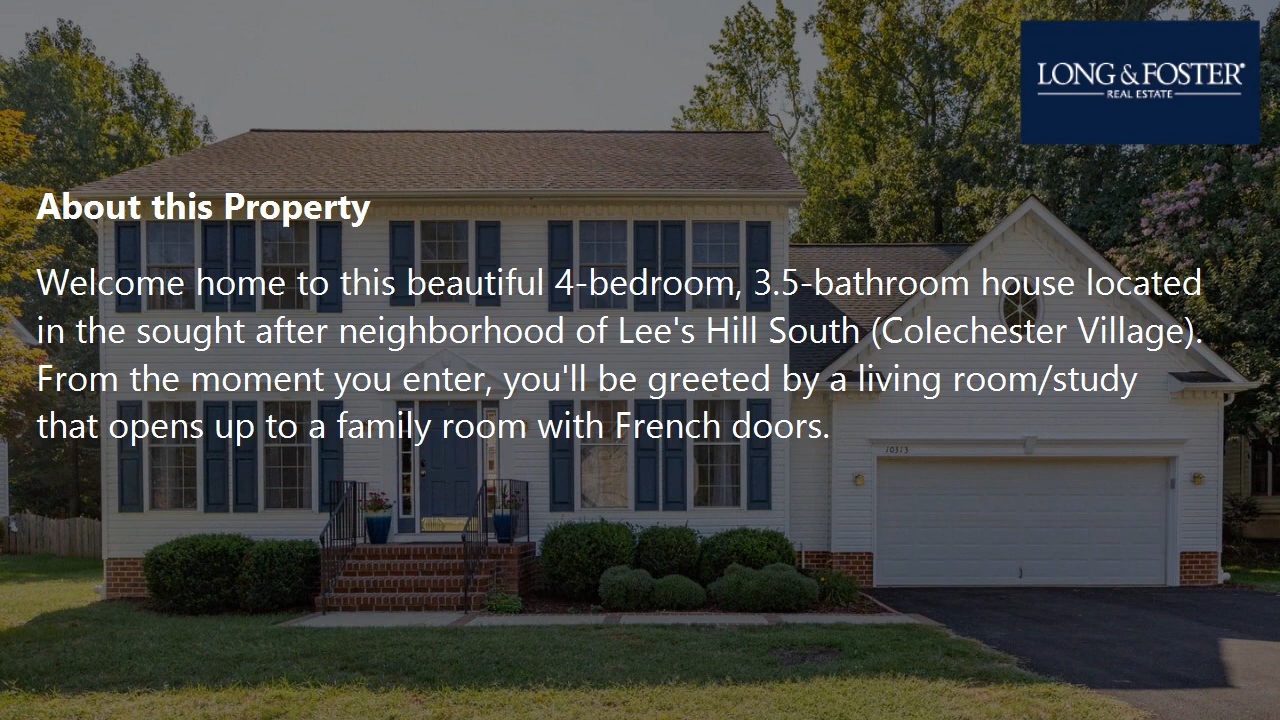 LONG & FOSTER®
REAL ESTATE
About this Property
Welcome home to this beautiful 4-bedroom, 3.5-bathroom house located
in the sought after neighborhood of Lee's Hill South (Colechester Village).
From the moment you enter, you'll be greeted by a living room/study
that opens up to a family room with French doors.
10313